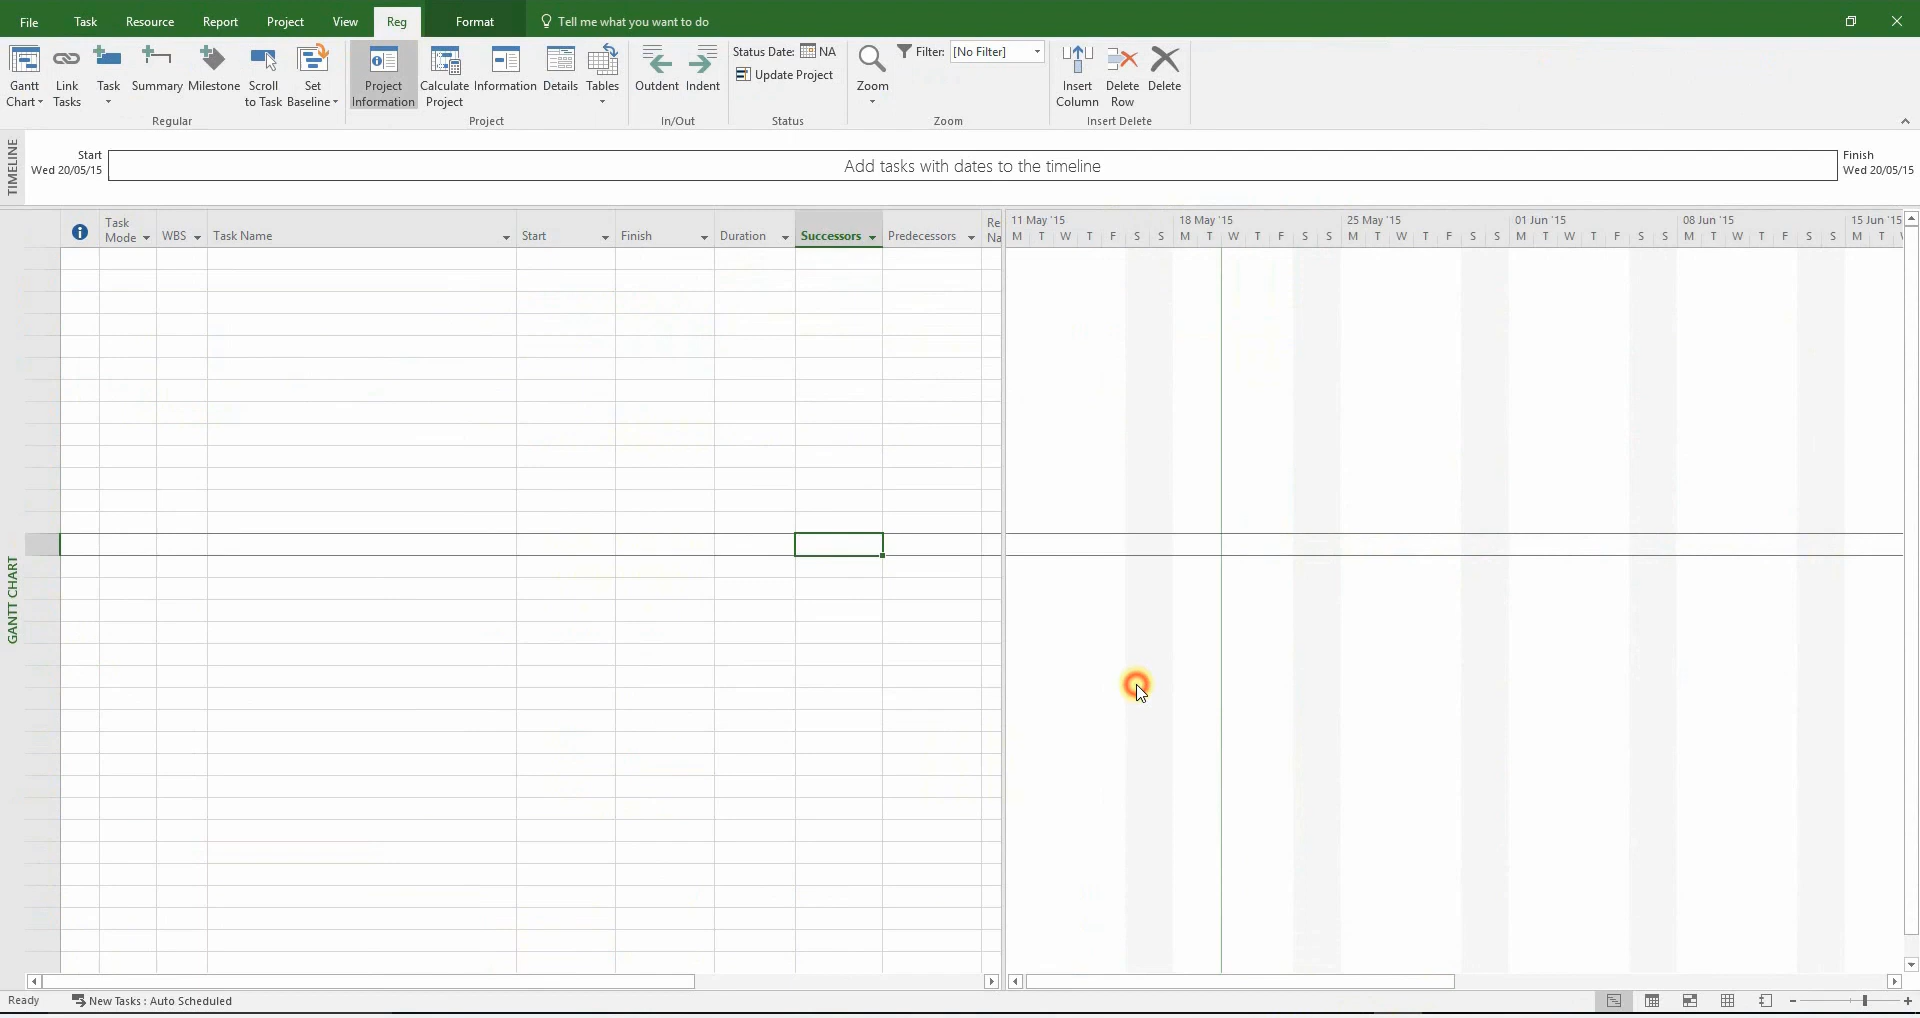 File Task Resource Report Project View Reg Format Tell me what you want to do
Gantt Chart Link Tasks Task Summary Milestone Scroll to Task Set Baseline
Regular
Project Information Calculate Project Information Details Tables
Project
Outdent Indent
In/Out
Status Date: NA
Update Project
Status
Zoom
Filter: [No Filter]
Zoom
Insert Column Delete Row Delete
Insert Delete
TIMELINE
Start
Wed 20/05/15
Add tasks with dates to the timeline
Finish
Wed 20/05/15
GANTT CHART
Task Mode WBS Task Name Start Finish Duration Successors Predecessors Re Na
11 May '15 18 May '15 25 May '15 01 Jun '15 08 Jun '15 15 Jun '15
M T W T F S S M T W T F S S M T W T F S S M T W T F S S M T W T F S S M T
Ready New Tasks : Auto Scheduled